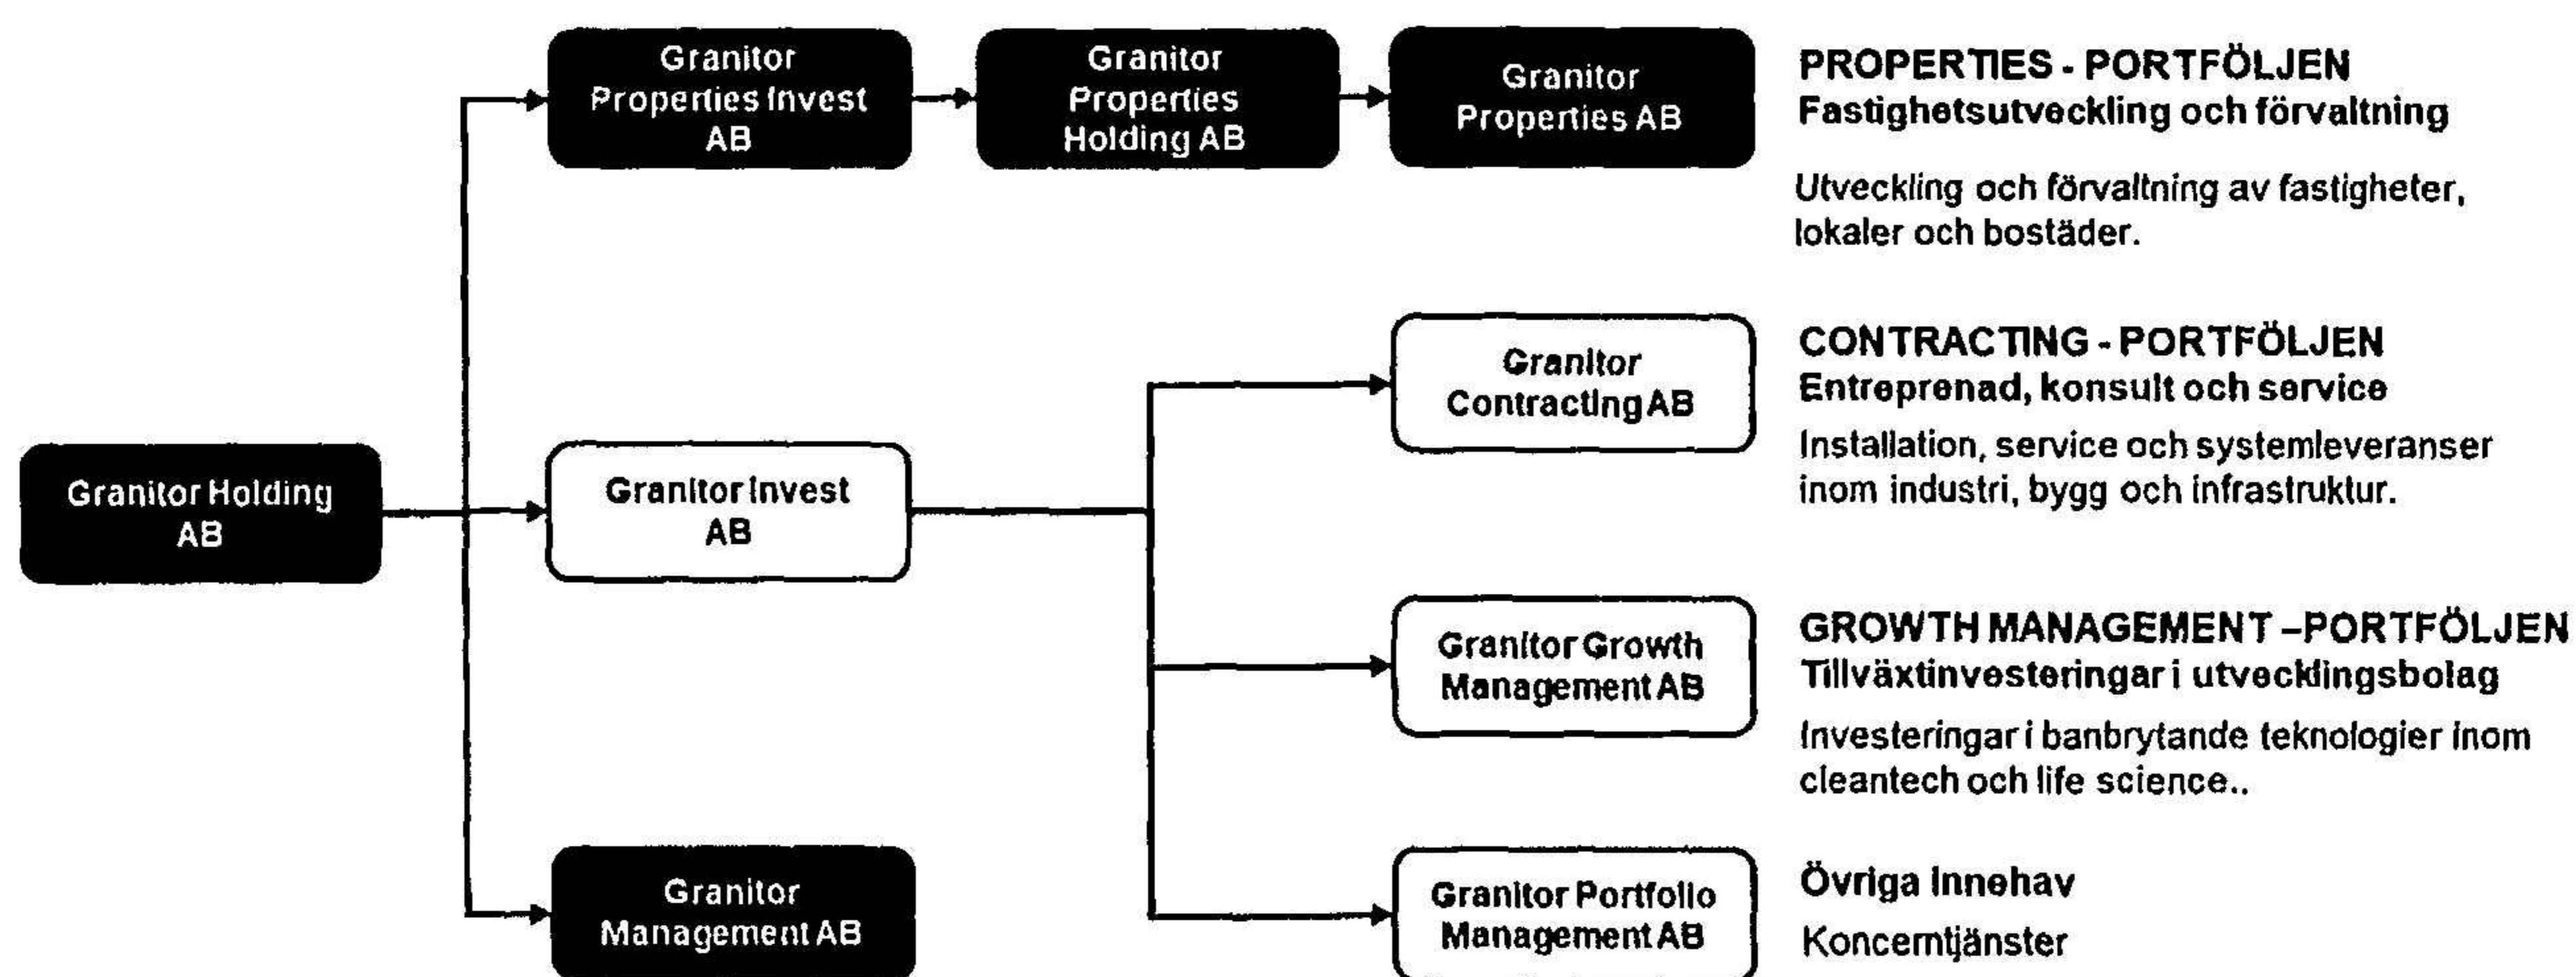 Granitor
Properties Invest
AB
Granitor
Properties
Holding AB
Granitor
Properties AB
PROPERTIES - PORTFÖLJEN
Fastighetsutveckling och förvaltning
Utveckling och förvaltning av fastigheter,
lokaler och bostäder.
Granitor
Contracting AB
CONTRACTING - PORTFÖLJEN
Entreprenad, konsult och service
Installation, service och systemleveranser
inom industri, bygg och infrastruktur.
Granitor Holding
AB
Granitor Invest
AB
Granitor Growth
Management AB
GROWTH MANAGEMENT –PORTFÖLJEN
Tillväxtinvesteringar i utvecklingsbolag
Investeringar i banbrytande teknologier inom
cleantech och life science..
Granitor
Management AB
Granitor Portfolio
Management AB
Övriga Innehav
Koncerntjänster